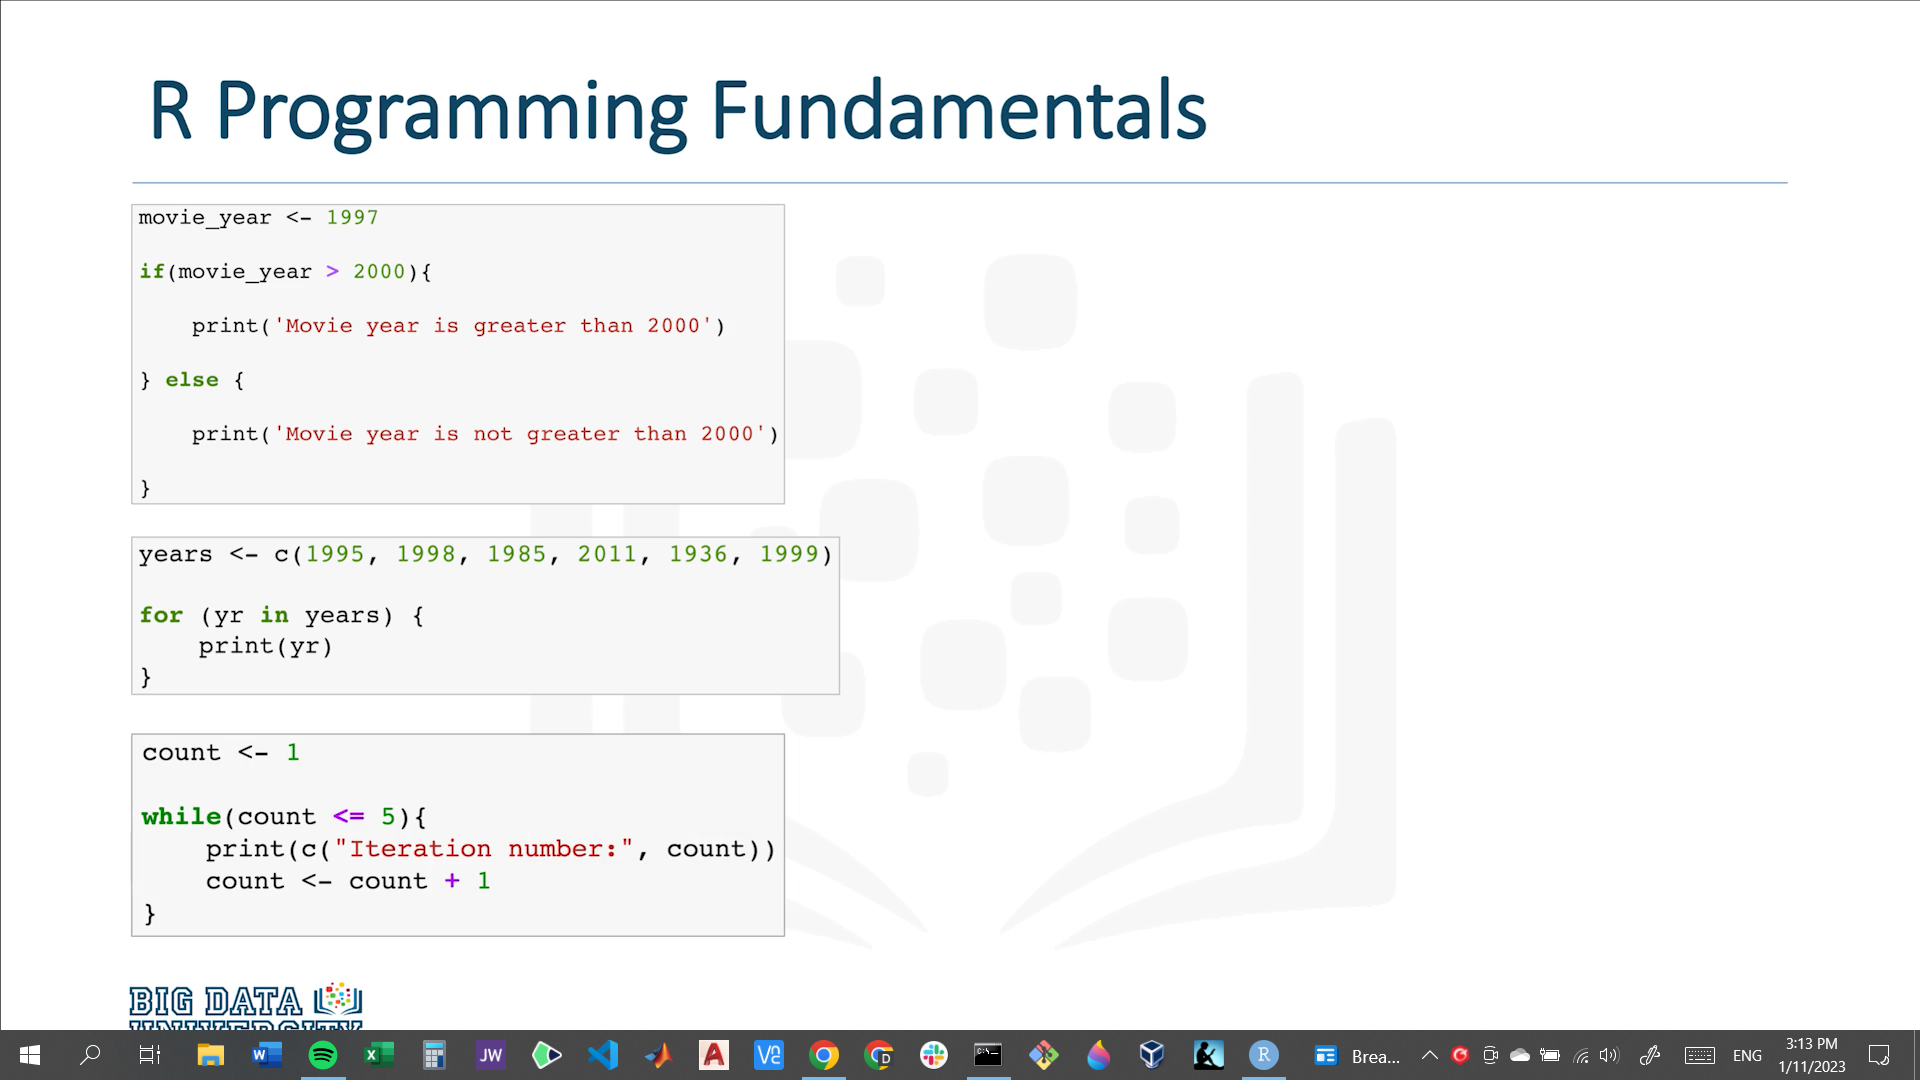 R Programming Fundamentals
movie_year <- 1997
if(movie_year > 2000){
print('Movie year is greater than 2000')
} else {
print('Movie year is not greater than 2000')
}
years <- c(1995, 1998, 1985, 2011, 1936, 1999)
for (yr in years) {
print(yr)
}
count <- 1
while(count <= 5){
print(c("Iteration number:", count))
count <- count + 1
}
BIG DATA
UNIVERSITY
W
X
JW
A
D
R
Brea...
ENG
3:13 PM
1/11/2023